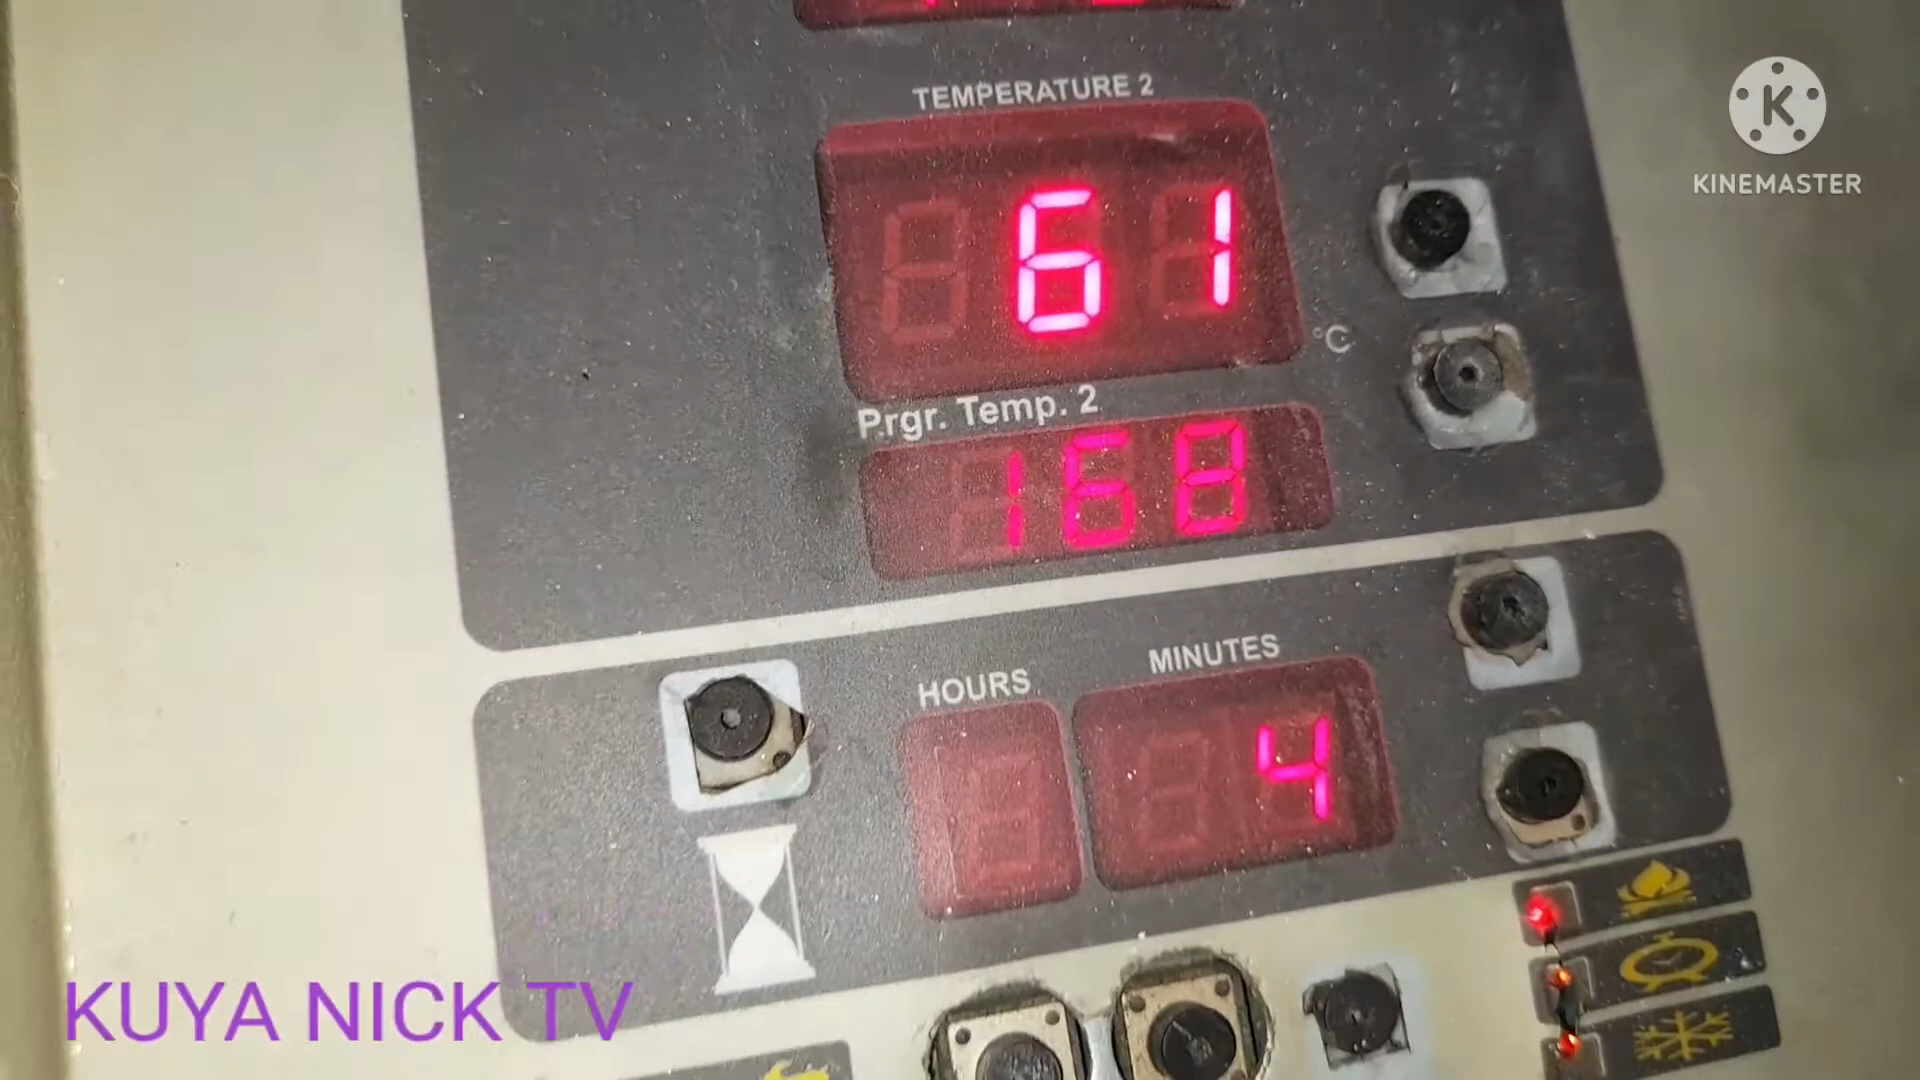 TEMPERATURE 2
61
°C
Prgr. Temp. 2
168
HOURS
MINUTES
4
K
KINEMASTER
KUYA NICK TV